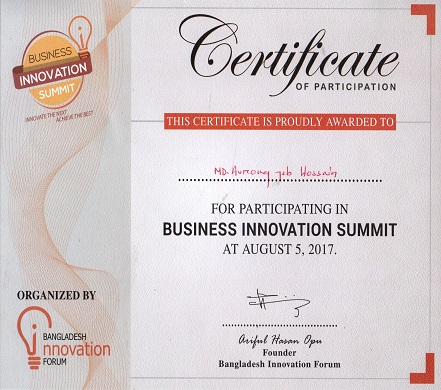 BUSINESS
INNOVATION
SUMMIT
INNOVATE THE NEXT
ACHIEVE THE BEST
Certificate
OF PARTICIPATION
THIS CERTIFICATE IS PROUDLY AWARDED TO
MD. Aurong Jeb Hossain
FOR PARTICIPATING IN
BUSINESS INNOVATION SUMMIT
AT AUGUST 5, 2017.
ORGANIZED BY
BANGLADESH
innovation
FORUM
Ariful Hasan Opu
Founder
Bangladesh Innovation Forum